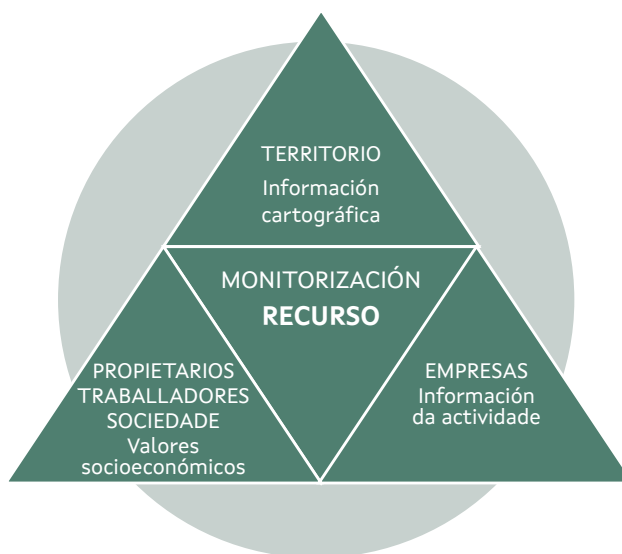 TERRITORIO
Información
cartográfica
MONITORIZACIÓN
RECURSO
PROPIETARIOS
TRABALLADORES
SOCIEDADE
Valores
socioeconómicos
EMPRESAS
Información
da actividade